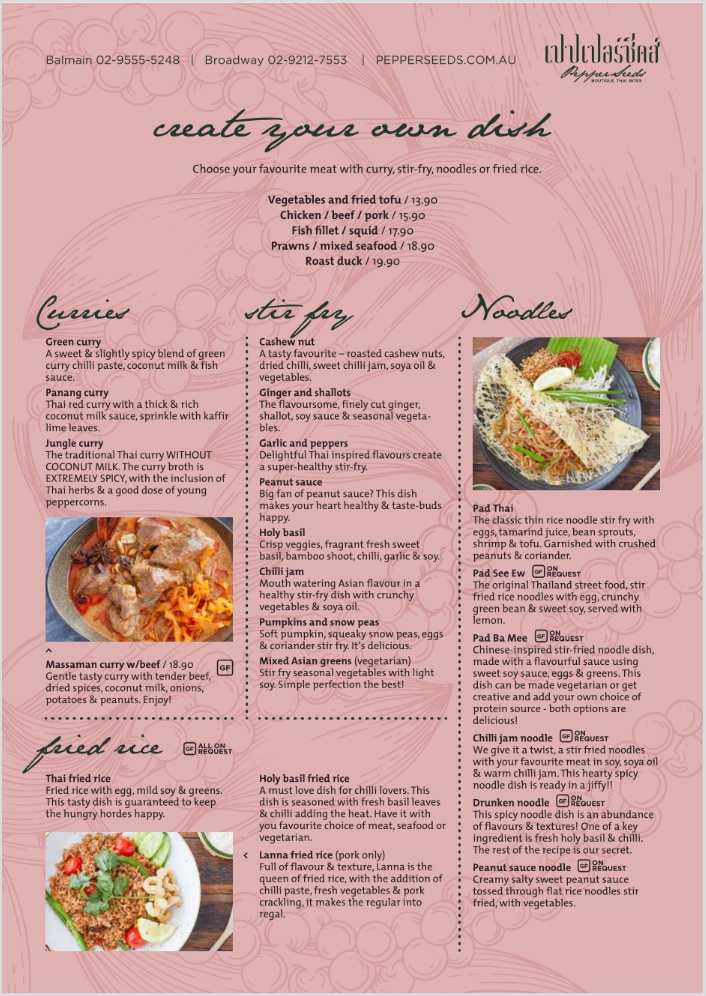 Balmain 02-9555-5248 | Broadway 02-9212-7553 | PEPPERSEEDS.COM.AU
เปปเปอร์ซีดส์
PepperSeeds
BOUTIQUE THAI BITES
create your own dish
Choose your favourite meat with curry, stir-fry, noodles or fried rice.
Vegetables and fried tofu / 13.90
Chicken / beef / pork / 15.90
Fish fillet / squid / 17.90
Prawns / mixed seafood / 18.90
Roast duck / 19.90
Curries
Green curry
A sweet & slightly spicy blend of green
curry chilli paste, coconut milk & fish
sauce.
Panang curry
Thai red curry with a thick & rich
coconut milk sauce, sprinkle with kaffir
lime leaves.
Jungle curry
The traditional Thai curry WITHOUT
COCONUT MILK. The curry broth is
EXTREMELY SPICY, with the inclusion of
Thai herbs & a good dose of young
peppercorns.
^
Massaman curry w/beef / 18.90 GF
Gentle tasty curry with tender beef,
dried spices, coconut milk, onions,
potatoes & peanuts. Enjoy!
stir fry
Cashew nut
A tasty favourite – roasted cashew nuts,
dried chilli, sweet chilli jam, soya oil &
vegetables.
Ginger and shallots
The flavoursome, finely cut ginger,
shallot, soy sauce & seasonal vegeta-
bles.
Garlic and peppers
Delightful Thai inspired flavours create
a super-healthy stir-fry.
Peanut sauce
Big fan of peanut sauce? This dish
makes your heart healthy & taste-buds
happy.
Holy basil
Crisp veggies, fragrant fresh sweet
basil, bamboo shoot, chilli, garlic & soy.
Chilli jam
Mouth watering Asian flavour in a
healthy stir-fry dish with crunchy
vegetables & soya oil.
Pumpkins and snow peas
Soft pumpkin, squeaky snow peas, eggs
& coriander stir fry. It's delicious.
Mixed Asian greens (vegetarian)
Stir fry seasonal vegetables with light
soy. Simple perfection the best!
Noodles
Pad Thai
The classic thin rice noodle stir fry with
eggs, tamarind juice, bean sprouts,
shrimp & tofu. Garnished with crushed
peanuts & coriander.
Pad See Ew GF ON REQUEST
The original Thailand street food, stir
fried rice noodles with egg, crunchy
green bean & sweet soy, served with
lemon.
Pad Ba Mee GF ON REQUEST
Chinese-inspired stir-fried noodle dish,
made with a flavourful sauce using
sweet soy sauce, eggs & greens. This
dish can be made vegetarian or get
creative and add your own choice of
protein source - both options are
delicious!
Chilli jam noodle GF ON REQUEST
We give it a twist, a stir fried noodles
with your favourite meat in soy, soya oil
& warm chilli jam. This hearty spicy
noodle dish is ready in a jiffy!!
Drunken noodle GF ON REQUEST
This spicy noodle dish is an abundance
of flavours & textures! One of a key
ingredient is fresh holy basil & chilli.
The rest of the recipe is our secret.
Peanut sauce noodle GF ON REQUEST
Creamy salty sweet peanut sauce
tossed through flat rice noodles stir
fried, with vegetables.
fried rice GF ALL ON REQUEST
Thai fried rice
Fried rice with egg, mild soy & greens.
This tasty dish is guaranteed to keep
the hungry hordes happy.
Holy basil fried rice
A must love dish for chilli lovers. This
dish is seasoned with fresh basil leaves
& chilli adding the heat. Have it with
you favourite choice of meat, seafood or
vegetarian.
< Lanna fried rice (pork only)
Full of flavour & texture, Lanna is the
queen of fried rice, with the addition of
chilli paste, fresh vegetables & pork
crackling, it makes the regular into
regal.